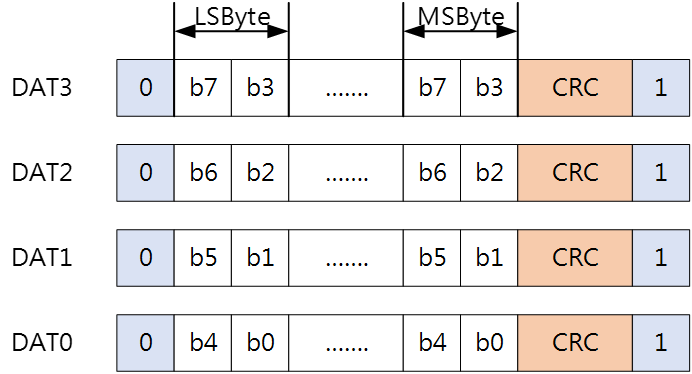 LSByte MSByte
DAT3 0 b7 b3 ....... b7 b3 CRC 1
DAT2 0 b6 b2 ....... b6 b2 CRC 1
DAT1 0 b5 b1 ....... b5 b1 CRC 1
DAT0 0 b4 b0 ....... b4 b0 CRC 1